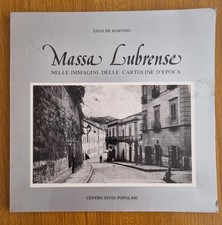 ENZO DE MARTINO
Massa Lubrense
NELLE IMMAGINI DELLE CARTOLINE D'EPOCA
CENTRO STUDI POPOLARI